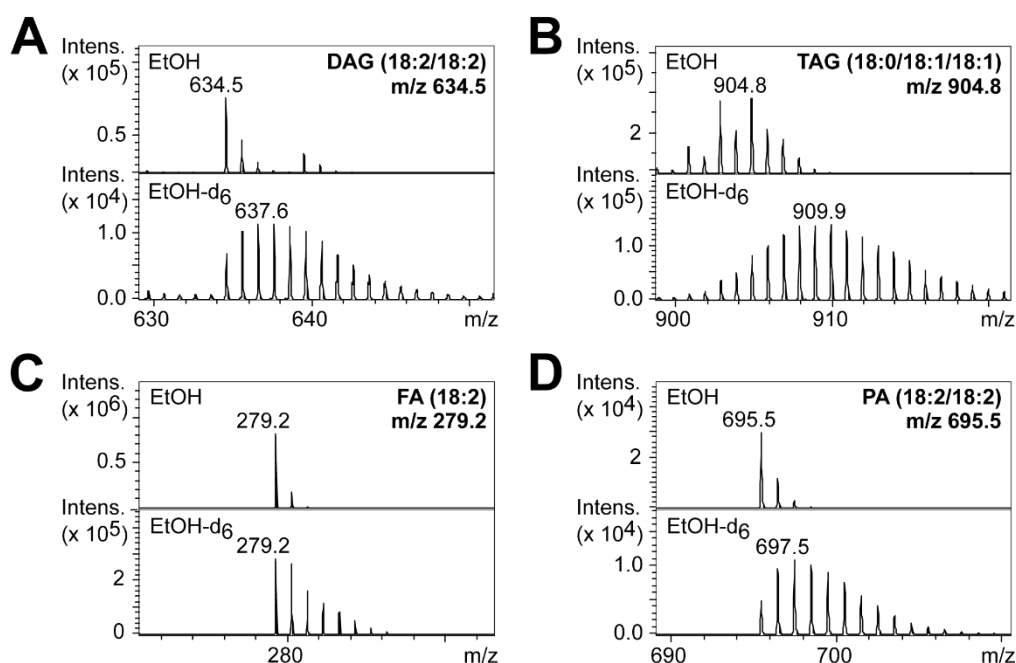 A
Intens.
(x 10⁵)
EtOH
DAG (18:2/18:2)
m/z 634.5
634.5
0.5
Intens.
(x 10⁴)
EtOH-d₆
637.6
1.0
0.0
630
640
m/z
B
Intens.
(x 10⁵)
EtOH
TAG (18:0/18:1/18:1)
m/z 904.8
904.8
2
Intens.
(x 10⁵)
EtOH-d₆
909.9
1.0
0.0
900
910
m/z
C
Intens.
(x 10⁶)
EtOH
FA (18:2)
m/z 279.2
279.2
0.5
Intens.
(x 10⁵)
EtOH-d₆
279.2
2
0
280
m/z
D
Intens.
(x 10⁴)
EtOH
PA (18:2/18:2)
m/z 695.5
695.5
2
Intens.
(x 10⁴)
EtOH-d₆
697.5
1.0
0.0
690
700
m/z